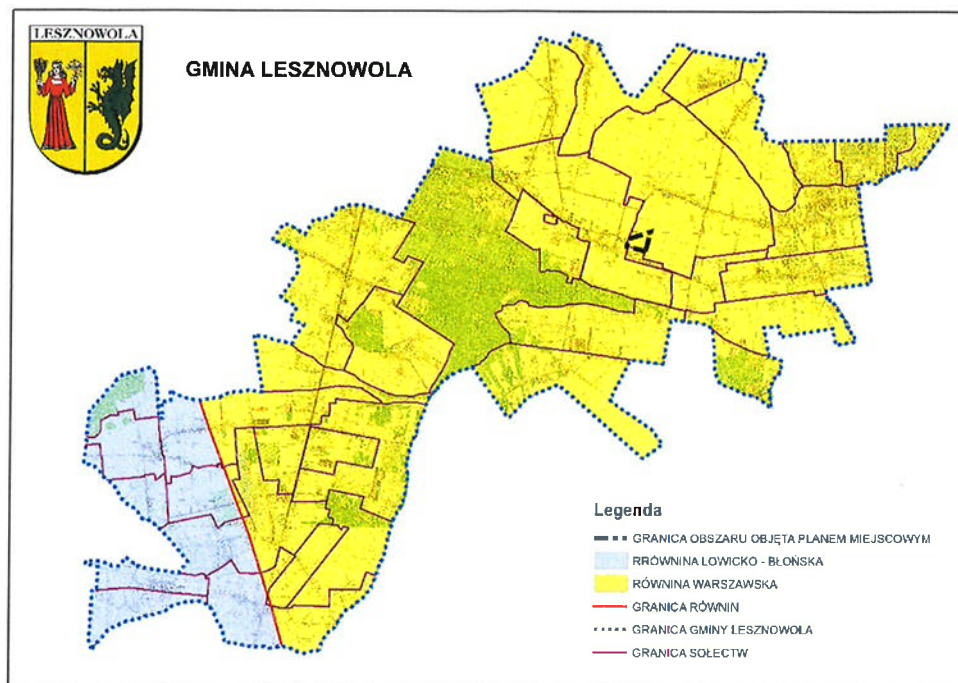 LESZNOWOLA
GMINA LESZNOWOLA
Legenda
GRANICA OBSZARU OBJĘTA PLANEM MIEJSCOWYM
RRÓWNINA LOWICKO - BŁOŃSKA
RÓWNINA WARSZAWSKA
GRANICA RÓWNIN
GRANICA GMINY LESZNOWOLA
GRANICA SOŁECTW